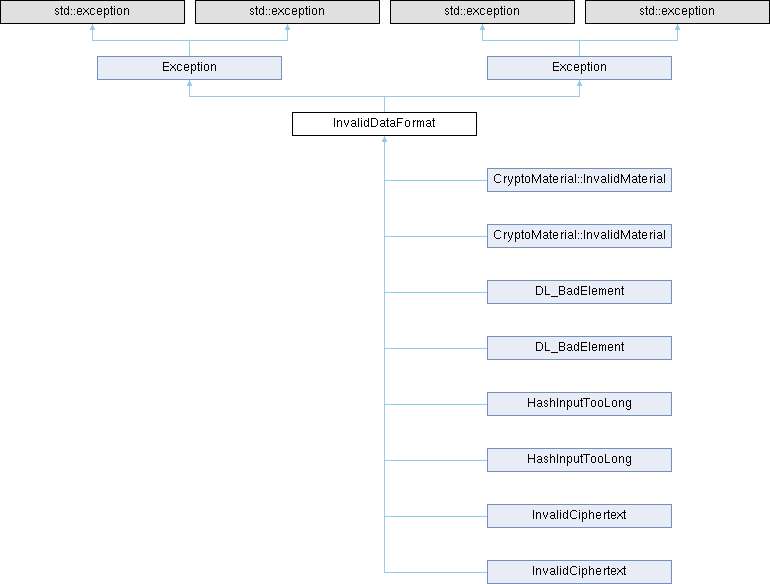 std::exception
std::exception
std::exception
std::exception
Exception
Exception
InvalidDataFormat
CryptoMaterial::InvalidMaterial
CryptoMaterial::InvalidMaterial
DL_BadElement
DL_BadElement
HashInputTooLong
HashInputTooLong
InvalidCiphertext
InvalidCiphertext